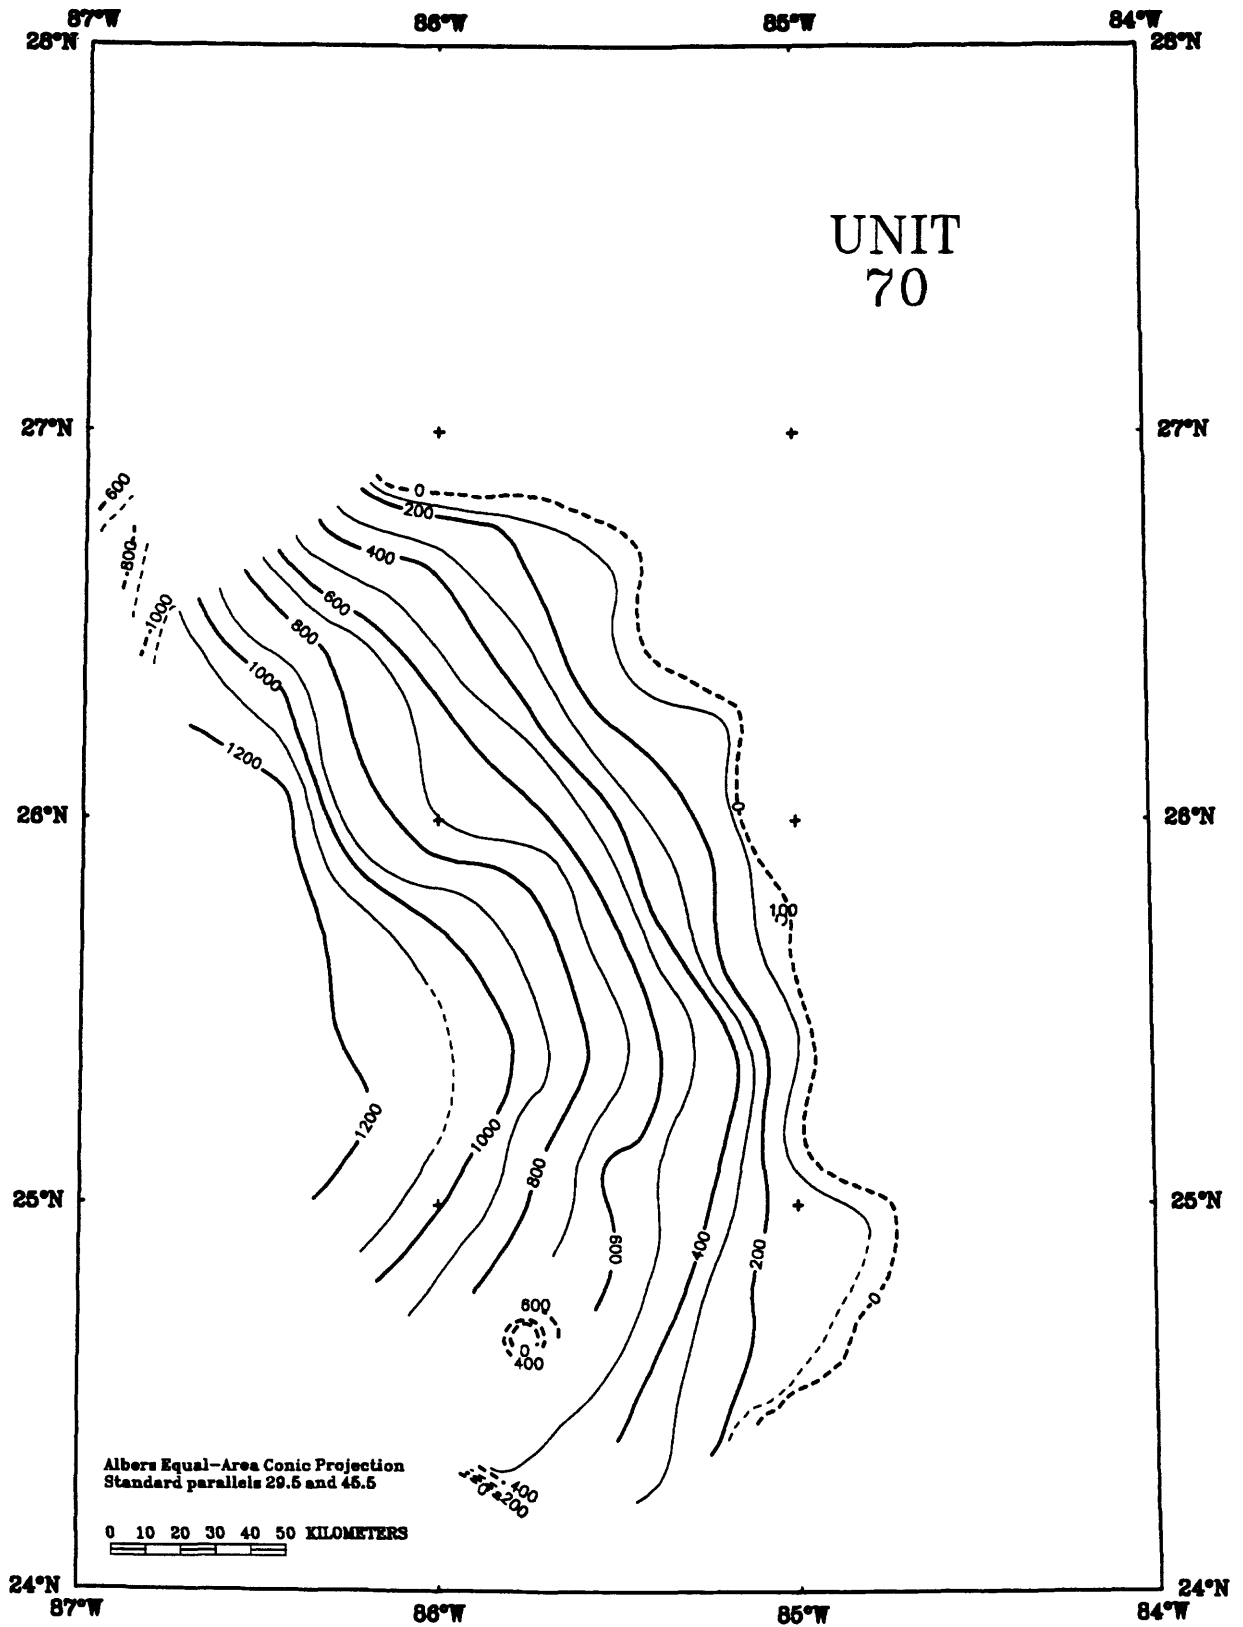 87°W 86°W 85°W 84°W
28°N 28°N
UNIT
70
27°N 27°N
600 0
200
800 400
1000 600
800
1000
1200
26°N 0 26°N
100
0
1200 1000
800
25°N 25°N
600 400 200
0
600
0
400
Albers Equal-Area Conic Projection
Standard parallels 29.5 and 45.5
400
0 200
0 10 20 30 40 50 KILOMETERS
24°N 24°N
87°W 86°W 85°W 84°W